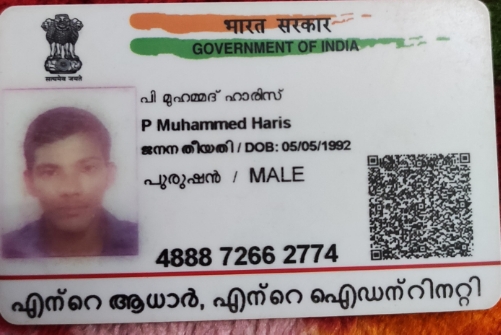 भारत सरकार
GOVERNMENT OF INDIA
सत्यमेव जयते
പി മുഹമ്മദ് ഹാരിസ്
P Muhammed Haris
ജനന തീയതി / DOB: 05/05/1992
പുരുഷൻ / MALE
4888 7266 2774
എന്റെ ആധാർ, എന്റെ ഐഡന്റിറ്റി